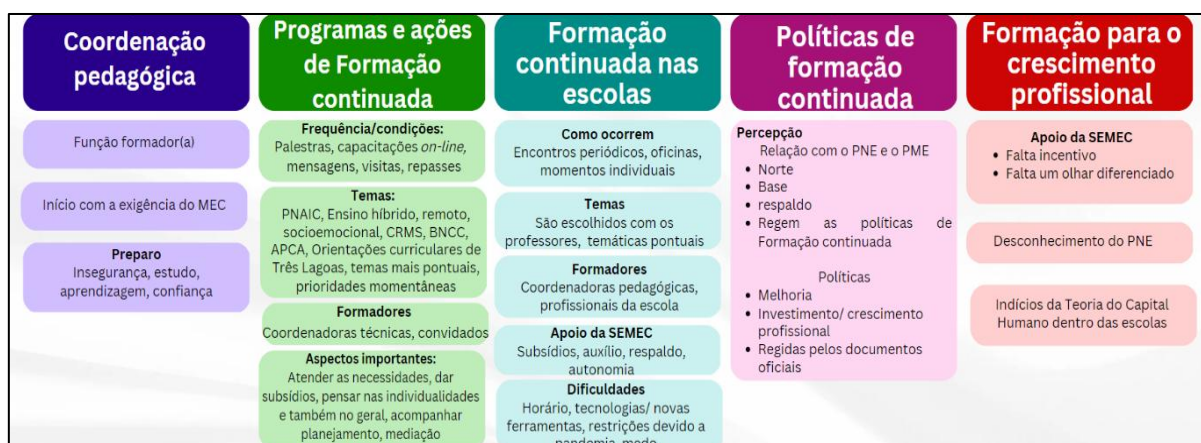 Coordenação
pedagógica
Função formador(a)
Início com a exigência do MEC
Preparo
Insegurança, estudo,
aprendizagem, confiança
Programas e ações
de Formação
continuada
Frequência/condições:
Palestras, capacitações on-line,
mensagens, visitas, repasses
Temas:
PNAIC, Ensino híbrido, remoto,
socioemocional, CRMS, BNCC,
APCA, Orientações curriculares de
Três Lagoas, temas mais pontuais,
prioridades momentâneas
Formadores
Coordenadoras técnicas, convidados
Aspectos importantes:
Atender as necessidades, dar
subsídios, pensar nas individualidades
e também no geral, acompanhar
planejamento, mediação
Formação
continuada nas
escolas
Como ocorrem
Encontros periódicos, oficinas,
momentos individuais
Temas
São escolhidos com os
professores, temáticas pontuais
Formadores
Coordenadoras pedagógicas,
profissionais da escola
Apoio da SEMEC
Subsídios, auxílio, respaldo,
autonomia
Dificuldades
Horário, tecnologias/ novas
ferramentas, restrições devido a
pandemia, medo
Políticas de
formação
continuada
Percepção
Relação com o PNE e o PME
• Norte
• Base
• respaldo
• Regem as políticas de
Formação continuada
Políticas
• Melhoria
• Investimento/ crescimento
profissional
• Regidas pelos documentos
oficiais
Formação para o
crescimento
profissional
Apoio da SEMEC
• Falta incentivo
• Falta um olhar diferenciado
Desconhecimento do PNE
Indícios da Teoria do Capital
Humano dentro das escolas